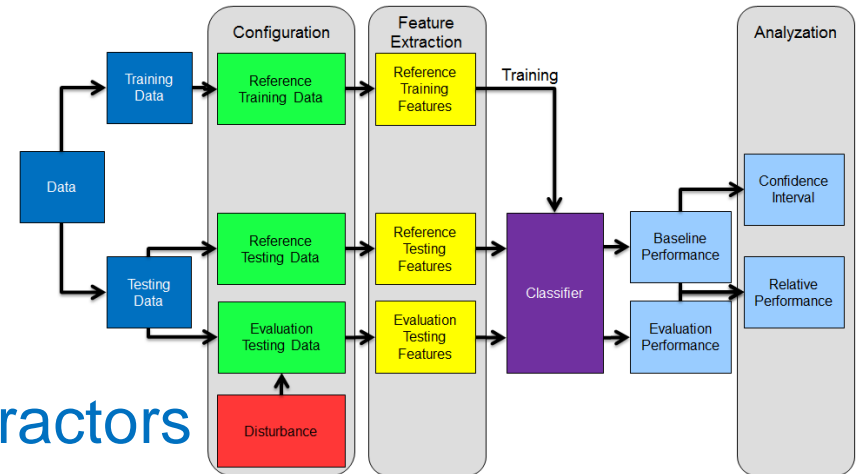 Configuration
Feature
Extraction
Analyzation
Training
Data
Reference
Training Data
Reference
Training
Features
Training
Data
Confidence
Interval
Reference
Testing Data
Reference
Testing
Features
Baseline
Performance
Testing
Data
Classifier
Relative
Performance
Evaluation
Testing Data
Evaluation
Testing
Features
Evaluation
Performance
Disturbance
ractors